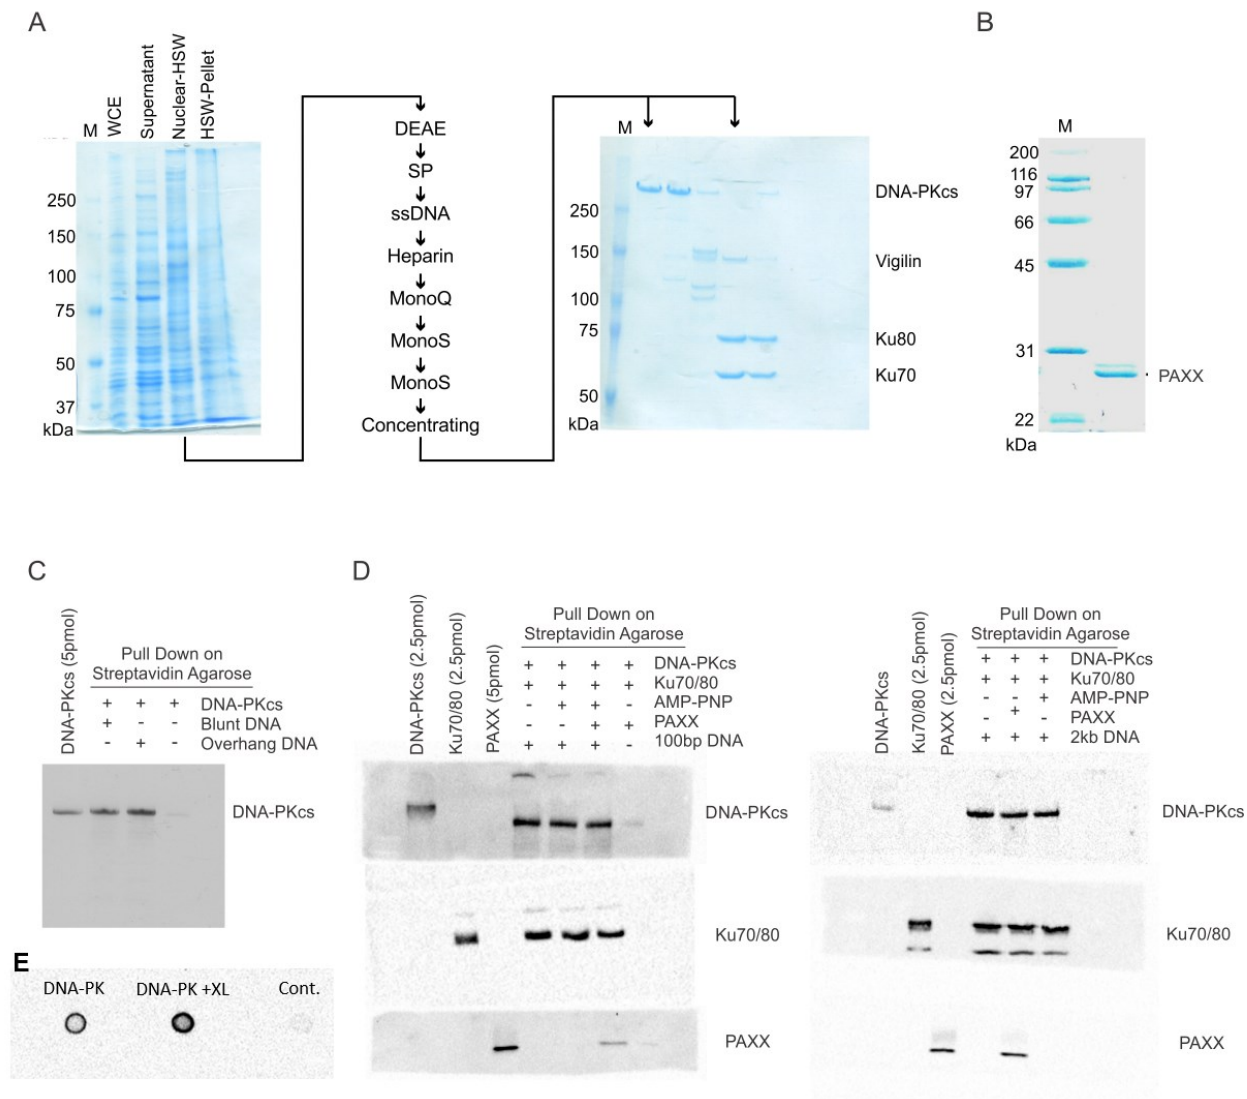 A
M
WCE
Supernatant
Nuclear-HSW
HSW-Pellet
250
150
100
75
50
37
kDa
DEAE
SP
ssDNA
Heparin
MonoQ
MonoS
MonoS
Concentrating
M
250
150
100
75
50
kDa
DNA-PKcs
Vigilin
Ku80
Ku70
B
M
200
116
97
66
45
31
22
kDa
PAXX
C
DNA-PKcs (5pmol)
Pull Down on
Streptavidin Agarose
+ + + DNA-PKcs
+ - - Blunt DNA
- + - Overhang DNA
DNA-PKcs
D
DNA-PKcs (2.5pmol)
Ku70/80 (2.5pmol)
PAXX (5pmol)
Pull Down on
Streptavidin Agarose
+ + + + DNA-PKcs
+ + + + Ku70/80
- + + - AMP-PNP
- - + + PAXX
+ + + - 100bp DNA
DNA-PKcs
Ku70/80
PAXX
DNA-PKcs
Ku70/80 (2.5pmol)
PAXX (2.5pmol)
Pull Down on
Streptavidin Agarose
+ + + DNA-PKcs
+ + + Ku70/80
- - + AMP-PNP
- + - PAXX
+ + + 2kb DNA
DNA-PKcs
Ku70/80
PAXX
E
DNA-PK
DNA-PK +XL
Cont.